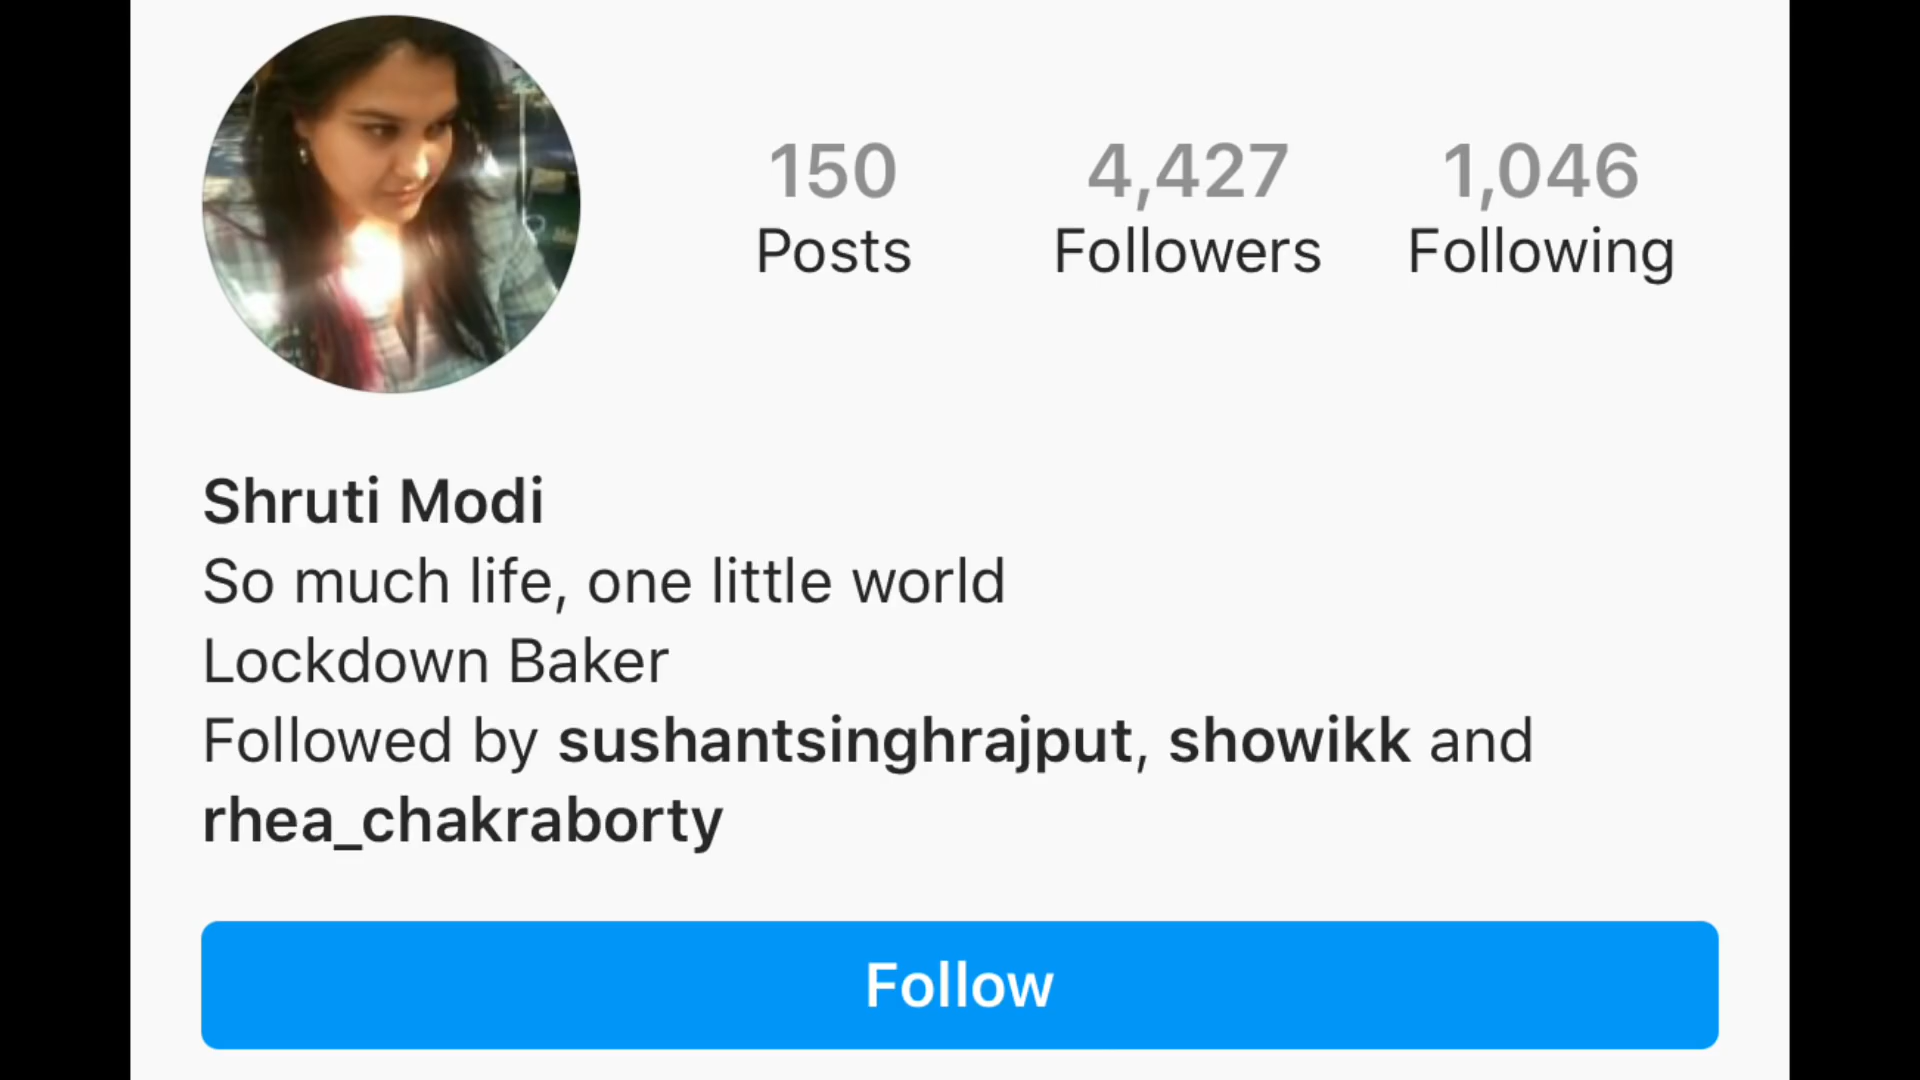 150 4,427 1,046
Posts Followers Following
Shruti Modi
So much life, one little world
Lockdown Baker
Followed by sushantsinghrajput, showikk and
rhea_chakraborty
Follow